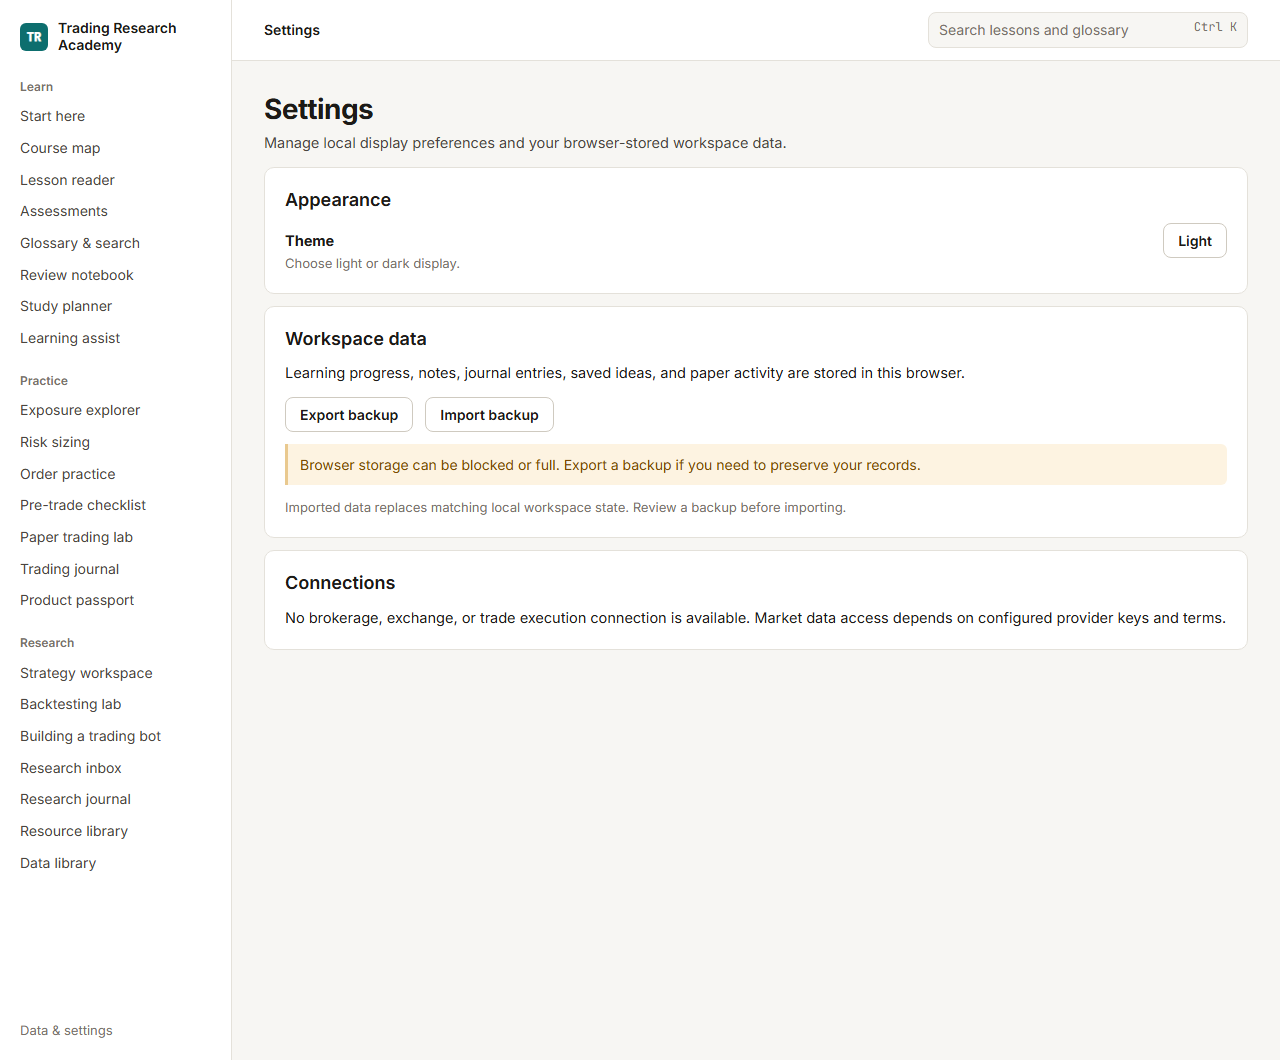 TR
Trading Research
Academy
Learn
Start here
Course map
Lesson reader
Assessments
Glossary & search
Review notebook
Study planner
Learning assist
Practice
Exposure explorer
Risk sizing
Order practice
Pre-trade checklist
Paper trading lab
Trading journal
Product passport
Research
Strategy workspace
Backtesting lab
Building a trading bot
Research inbox
Research journal
Resource library
Data library
Data & settings
Settings
Search lessons and glossary Ctrl K
Settings
Manage local display preferences and your browser-stored workspace data.
Appearance
Theme
Choose light or dark display.
Light
Workspace data
Learning progress, notes, journal entries, saved ideas, and paper activity are stored in this browser.
Export backup Import backup
Browser storage can be blocked or full. Export a backup if you need to preserve your records.
Imported data replaces matching local workspace state. Review a backup before importing.
Connections
No brokerage, exchange, or trade execution connection is available. Market data access depends on configured provider keys and terms.